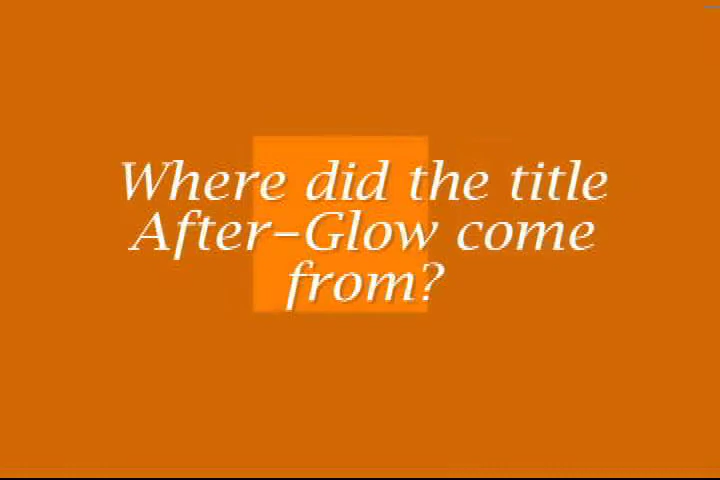 Where did the title
After-Glow come
from?